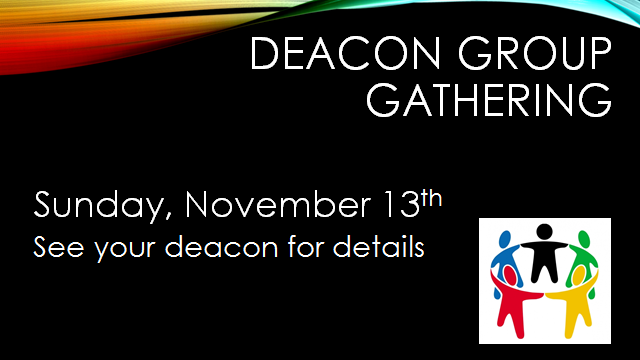 DEACON GROUP
GATHERING
Sunday, November 13th
See your deacon for details